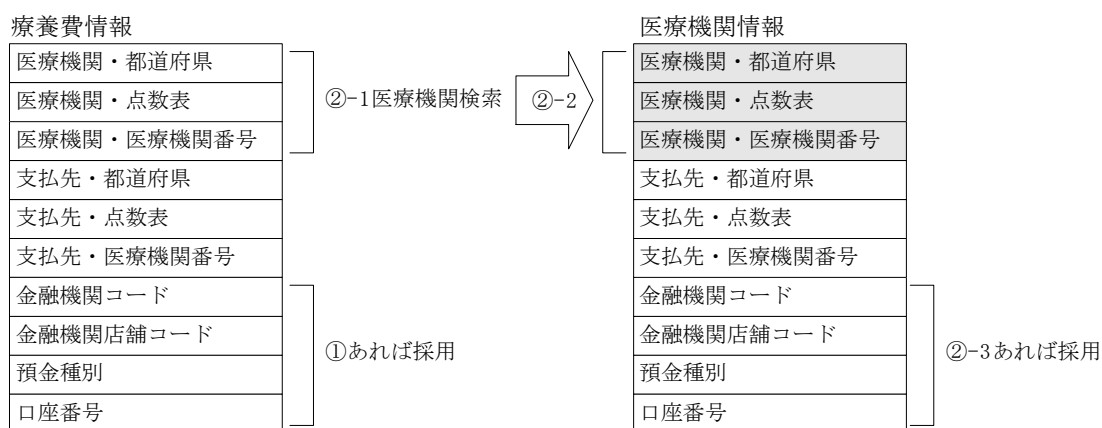 療養費情報
医療機関・都道府県
医療機関・点数表
医療機関・医療機関番号
支払先・都道府県
支払先・点数表
支払先・医療機関番号
金融機関コード
金融機関店舗コード
預金種別
口座番号
②-1医療機関検索
①あれば採用
②-2
医療機関情報
医療機関・都道府県
医療機関・点数表
医療機関・医療機関番号
支払先・都道府県
支払先・点数表
支払先・医療機関番号
金融機関コード
金融機関店舗コード
預金種別
口座番号
②-3あれば採用